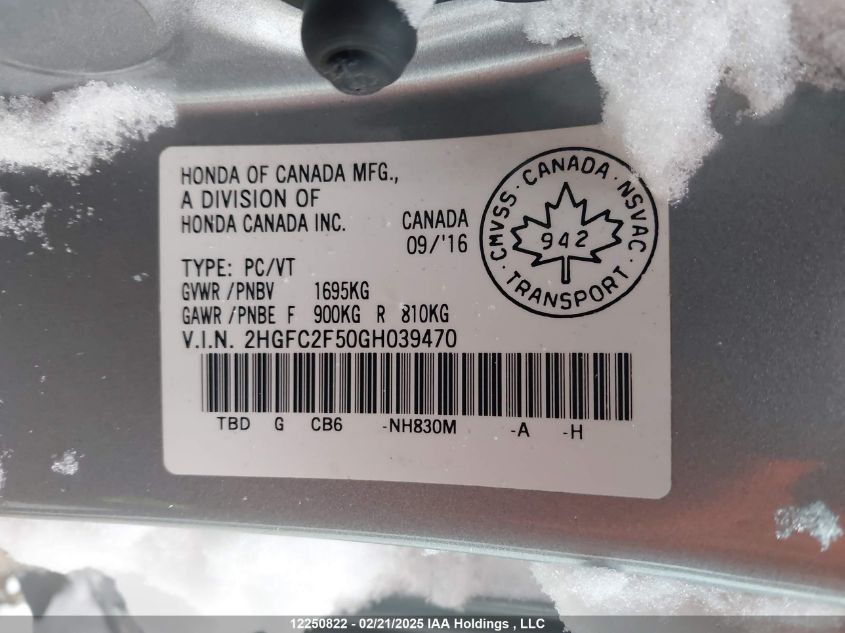 HONDA OF CANADA MFG.,
A DIVISION OF
HONDA CANADA INC.
CANADA
09/'16
TYPE: PC/VT
GVWR /PNBV 1695KG
GAWR /PNBE F 900KG R 810KG
V.I.N. 2HGFC2F50GH039470
TBD G CB6 -NH830M -A -H
CMVSS · CANADA · NSVAC
942
· TRANSPORT ·
12250822 - 02/21/2025 IAA Holdings , LLC